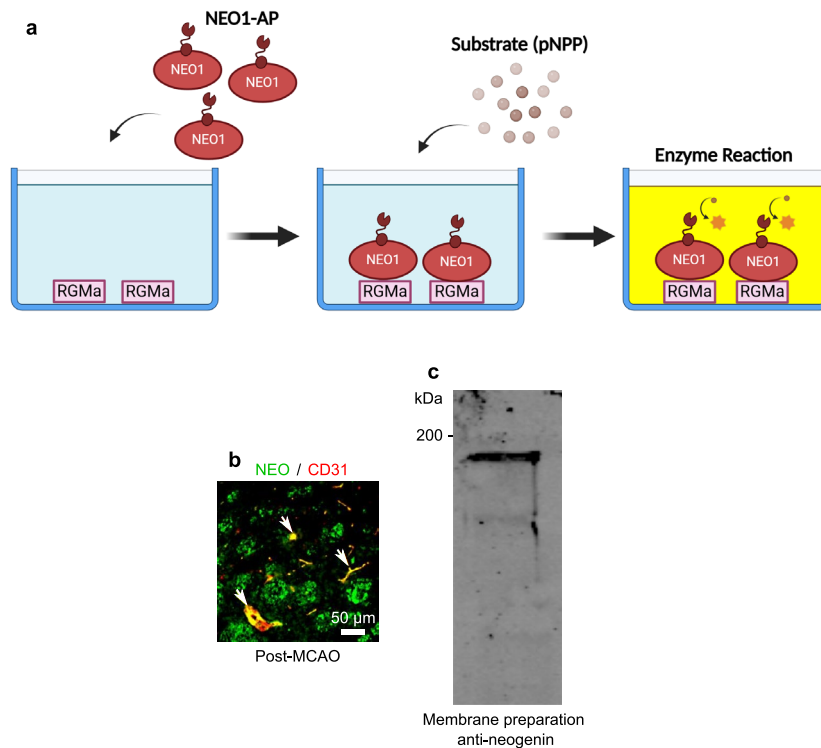 a
NEO1-AP
NEO1
NEO1
NEO1
Substrate (pNPP)
Enzyme Reaction
RGMa
RGMa
NEO1
NEO1
RGMa
RGMa
NEO1
NEO1
RGMa
RGMa
b
NEO / CD31
50 µm
Post-MCAO
c
kDa
200
Membrane preparation
anti-neogenin